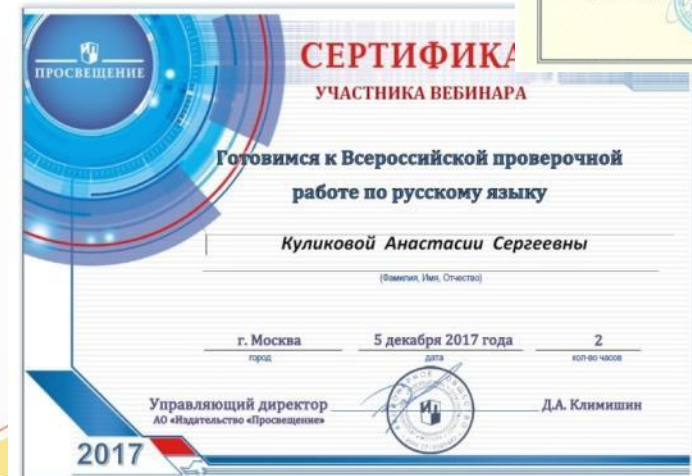 ПРОСВЕЩЕНИЕ
СЕРТИФИКА
УЧАСТНИКА ВЕБИНАРА
Готовимся к Всероссийской проверочной
работе по русскому языку
Куликовой Анастасии Сергеевны
(Фамилия, Имя, Отчество)
г. Москва 5 декабря 2017 года 2
город дата кол-во часов
Управляющий директор
АО «Издательство «Просвещение»
Д.А. Климишин
2017